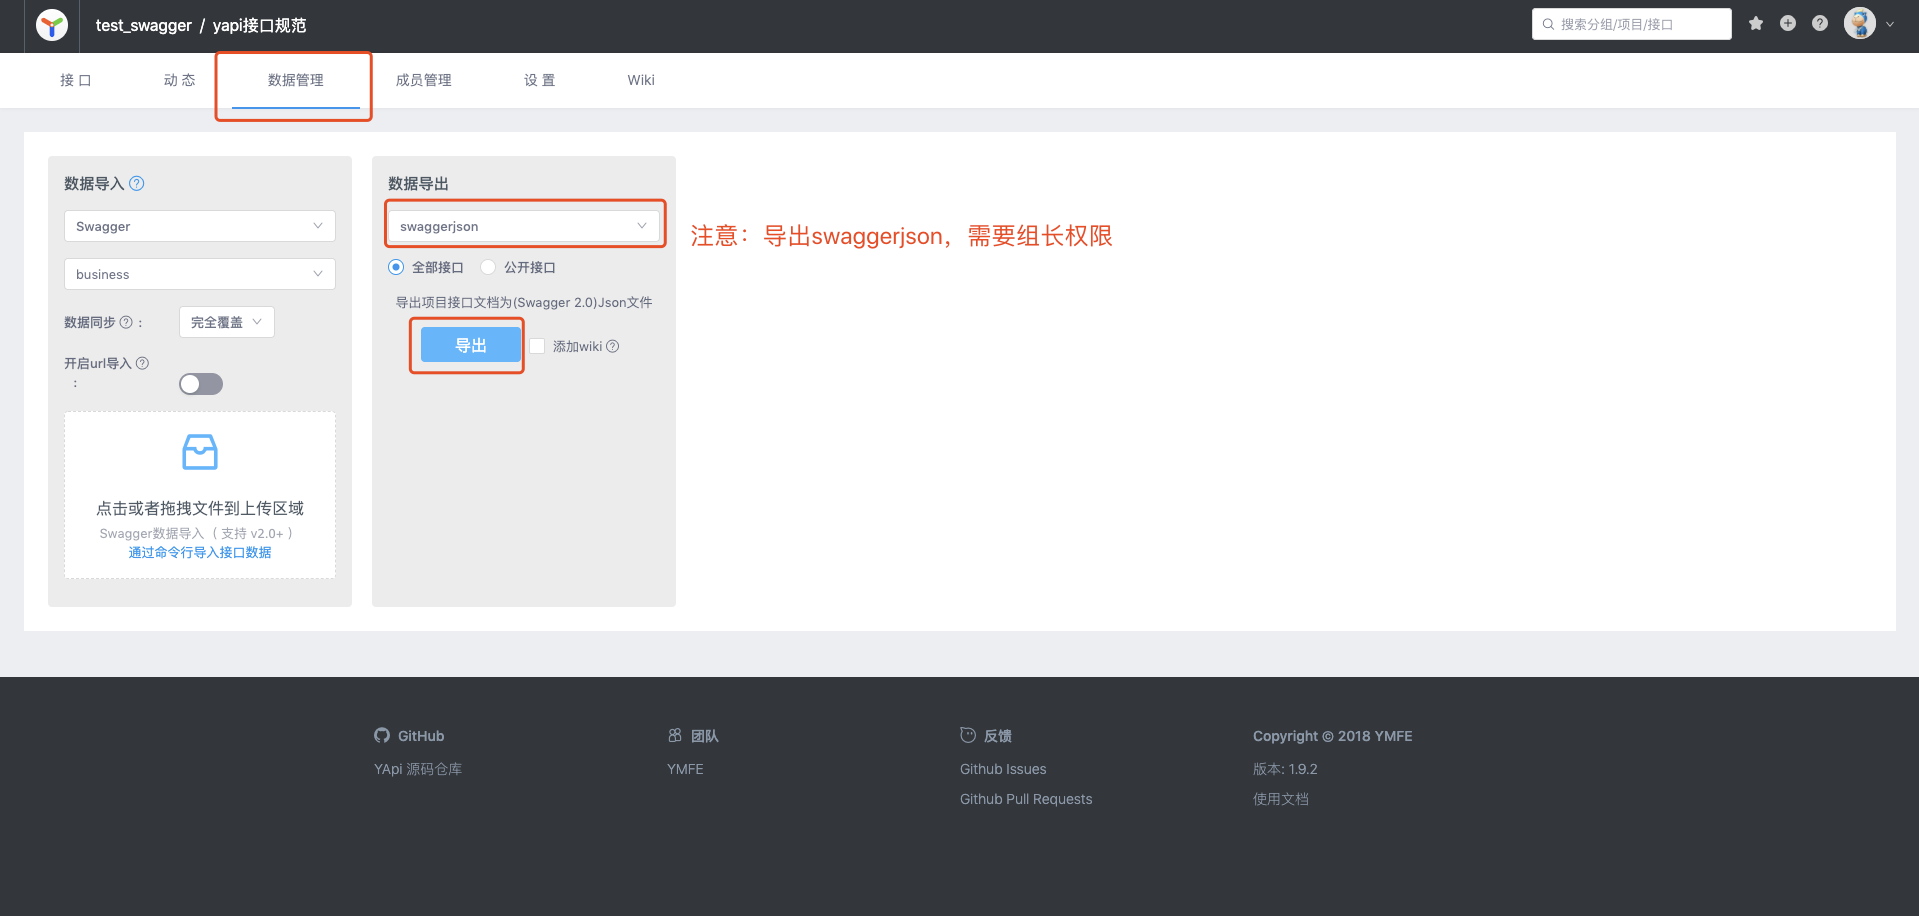 test_swagger / yapi接口规范
搜索分组/项目/接口
接 口
动 态
数据管理
成员管理
设 置
Wiki
数据导入
Swagger
business
数据同步 :
完全覆盖
开启url导入
:
点击或者拖拽文件到上传区域
Swagger数据导入 ( 支持 v2.0+ )
通过命令行导入接口数据
数据导出
swaggerjson
全部接口
公开接口
导出项目接口文档为(Swagger 2.0)Json文件
导出
添加wiki
注意：导出swaggerjson，需要组长权限
GitHub
YApi 源码仓库
团队
YMFE
反馈
Github Issues
Github Pull Requests
Copyright © 2018 YMFE
版本: 1.9.2
使用文档